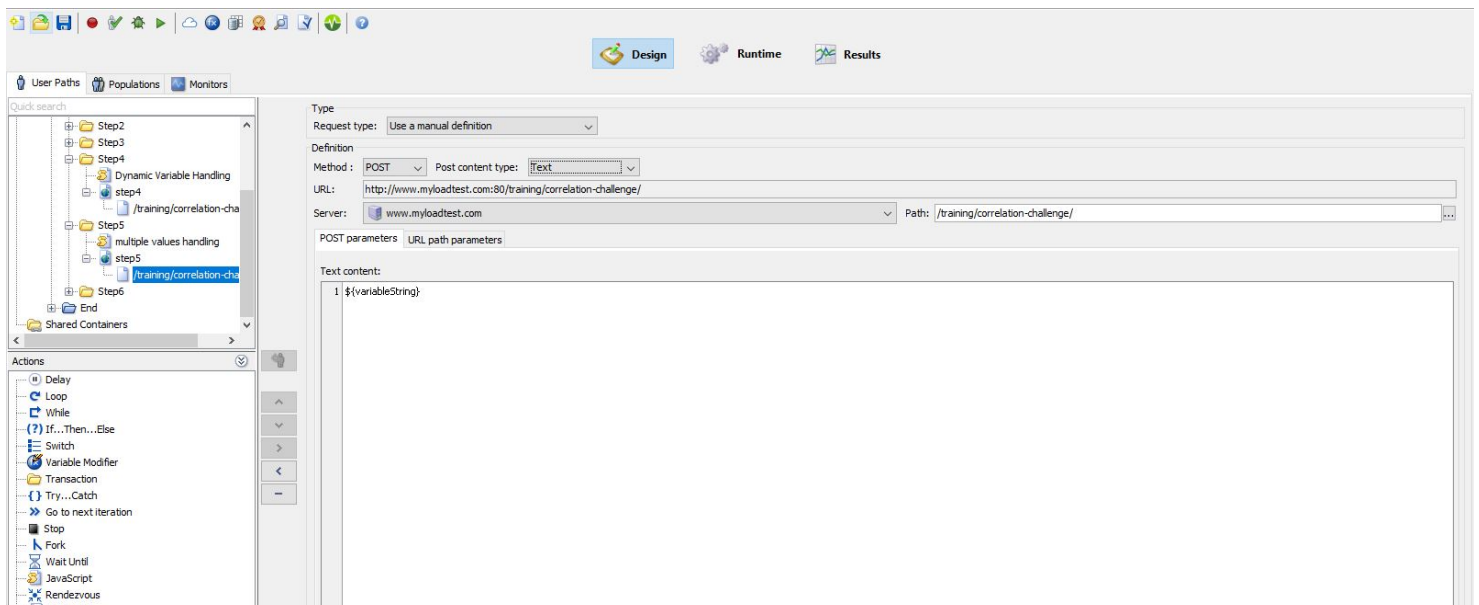 Design Runtime Results
User Paths Populations Monitors
Quick search
Step2
Step3
Step4
Dynamic Variable Handling
step4
/training/correlation-cha
Step5
multiple values handling
step5
/training/correlation-cha
Step6
End
Shared Containers
Actions
Delay
Loop
While
(?) If...Then...Else
Switch
Variable Modifier
Transaction
{ } Try...Catch
Go to next iteration
Stop
Fork
Wait Until
JavaScript
Rendezvous
Type
Request type: Use a manual definition
Definition
Method : POST Post content type: Text
URL: http://www.myloadtest.com:80/training/correlation-challenge/
Server: www.myloadtest.com Path: /training/correlation-challenge/ ...
POST parameters URL path parameters
Text content:
1 ${variableString}